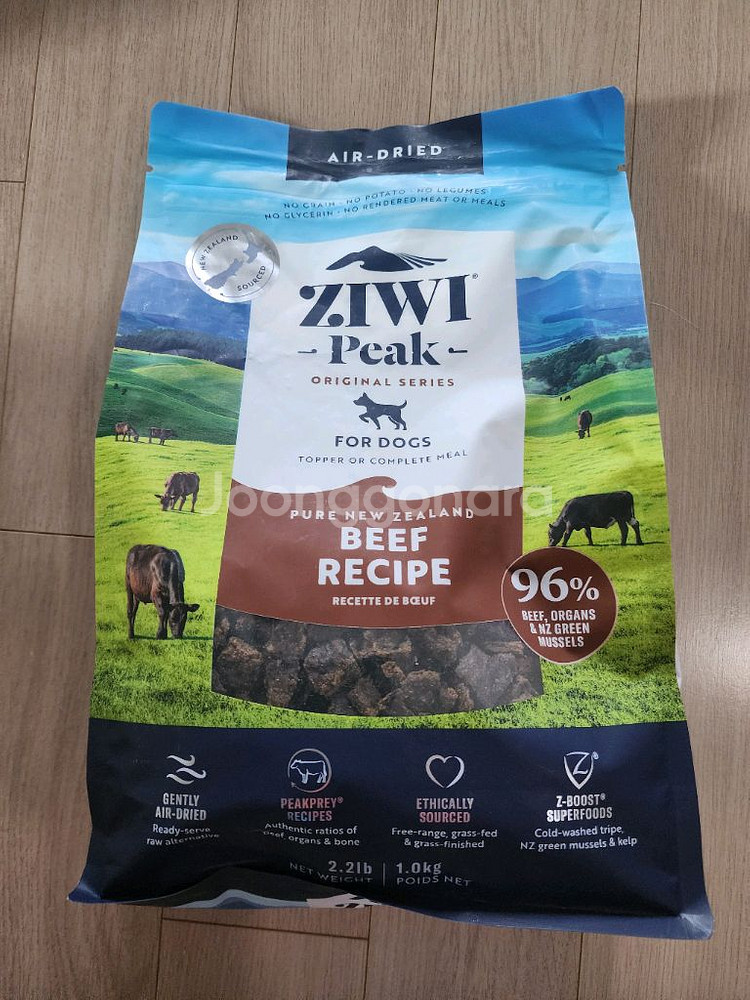 AIR-DRIED
NO GRAIN · NO POTATO · NO LEGUMES
NO GLYCERIN · NO RENDERED MEAT OR MEALS
NEW ZEALAND
SOURCED
ZIWI®
Peak
ORIGINAL SERIES
FOR DOGS
TOPPER OR COMPLETE MEAL
Joonggonara
PURE NEW ZEALAND
BEEF
RECIPE
RECETTE DE BŒUF
96%
BEEF, ORGANS
& NZ GREEN
MUSSELS
GENTLY
AIR-DRIED
Ready-serve
raw alternative
PEAKPREY®
RECIPES
Authentic ratios of
beef, organs & bone
ETHICALLY
SOURCED
Free-range, grass-fed
& grass-finished
Z-BOOST®
SUPERFOODS
Cold-washed tripe,
NZ green mussels & kelp
NET WEIGHT 2.2lb | 1.0kg POIDS NET